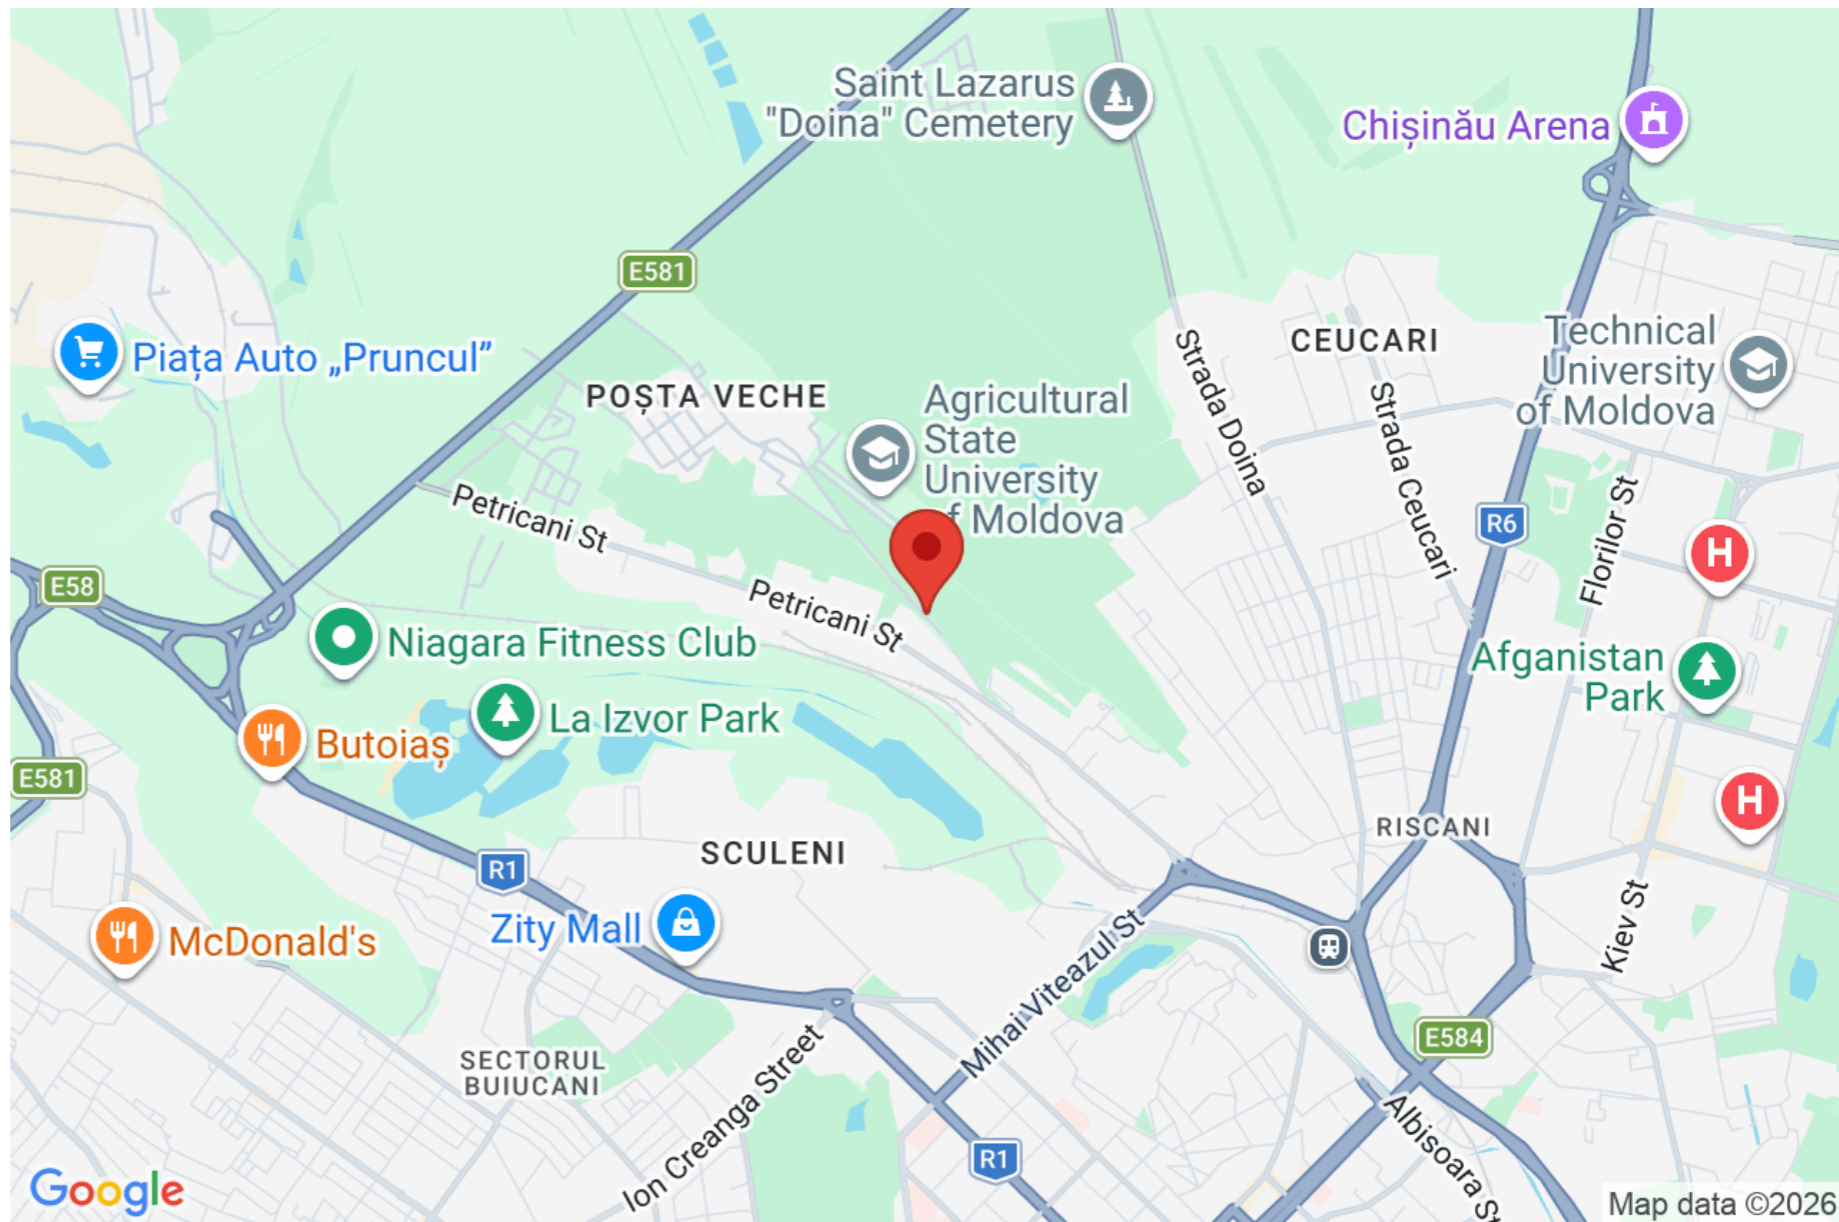 Saint Lazarus
"Doina" Cemetery
Chișinău Arena
E581
Piața Auto „Pruncul”
POȘTA VECHE
Agricultural
State
University
of Moldova
Strada Doina
CEUCARI
Strada Ceucari
Technical
University
of Moldova
Petricani St
R6
Florilor St
H
E58
Petricani St
Niagara Fitness Club
Afganistan
Park
La Izvor Park
Butoiaș
E581
H
RISCANI
SCULENI
R1
Kiev St
Zity Mall
McDonald's
Mihai Viteazul St
E584
SECTORUL
BUIUCANI
Ion Creanga Street
Albisoara St
R1
Google
Map data ©2026